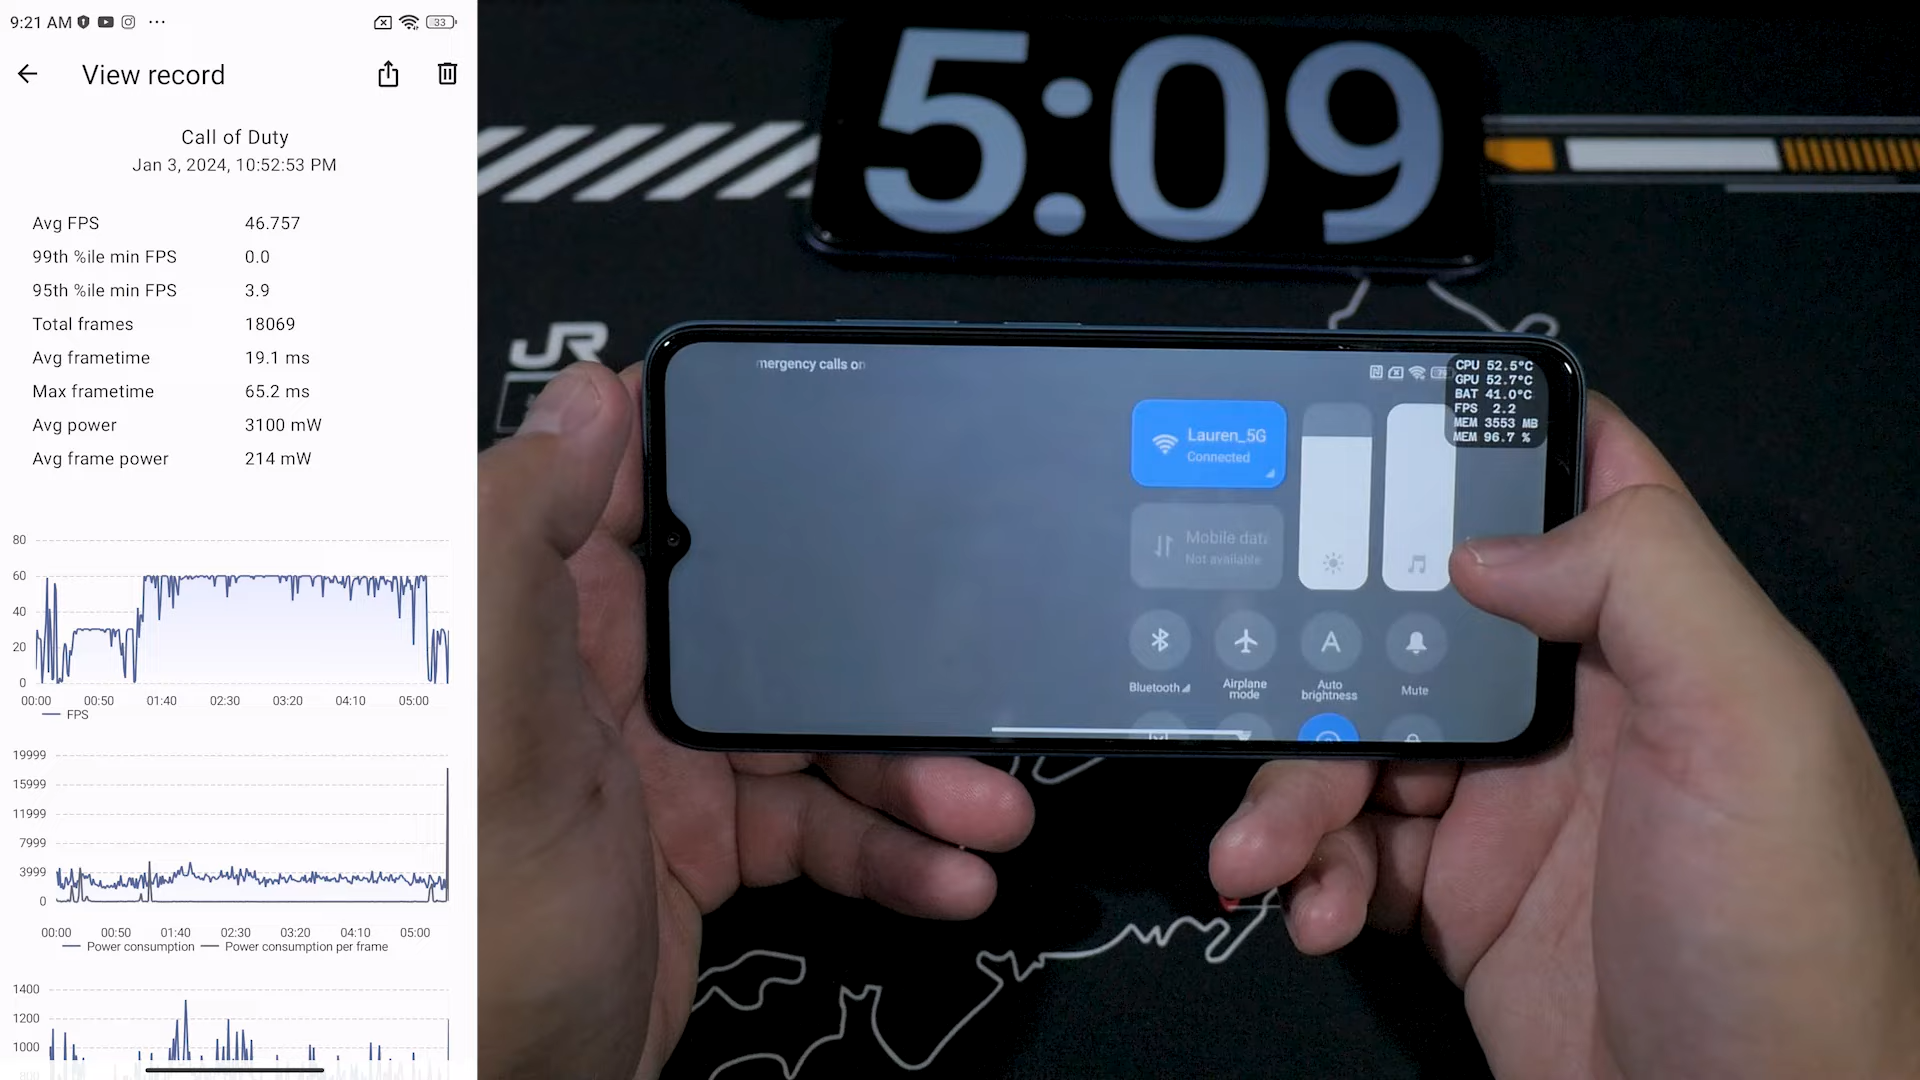 9:21 AM
33
View record
Call of Duty
Jan 3, 2024, 10:52:53 PM
Avg FPS 46.757
99th %ile min FPS 0.0
95th %ile min FPS 3.9
Total frames 18069
Avg frametime 19.1 ms
Max frametime 65.2 ms
Avg power 3100 mW
Avg frame power 214 mW
80
60
40
20
0
00:00 00:50 01:40 02:30 03:20 04:10 05:00
FPS
19999
15999
11999
7999
3999
0
00:00 00:50 01:40 02:30 03:20 04:10 05:00
Power consumption Power consumption per frame
1400
1200
1000
800
5:09
JR
mergency calls on
CPU 52.5°C
GPU 52.7°C
BAT 41.0°C
FPS 2.2
MEM 3553 MB
MEM 96.7 %
Lauren_5G
Connected
Mobile data
Not available
A
Bluetooth
Airplane
mode
Auto
brightness
Mute